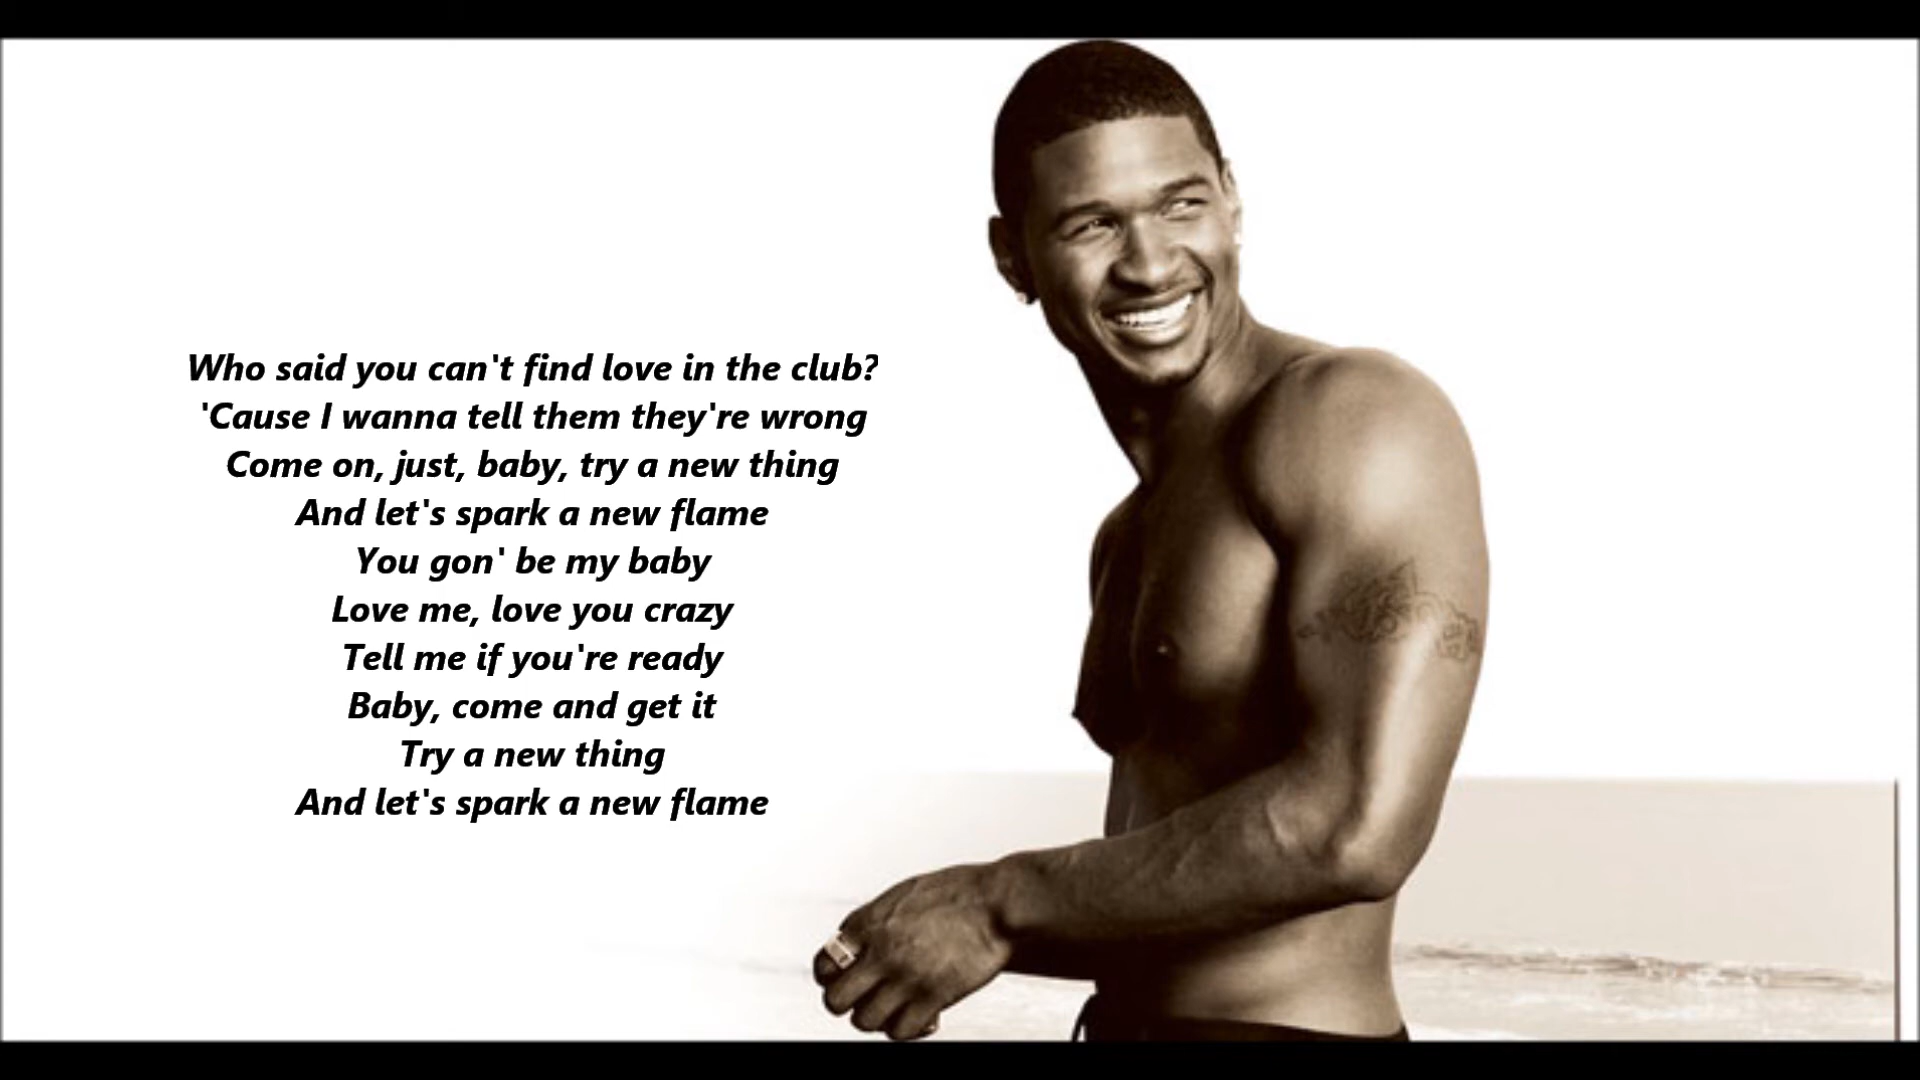 Who said you can't find love in the club?
'Cause I wanna tell them they're wrong
Come on, just, baby, try a new thing
And let's spark a new flame
You gon' be my baby
Love me, love you crazy
Tell me if you're ready
Baby, come and get it
Try a new thing
And let's spark a new flame